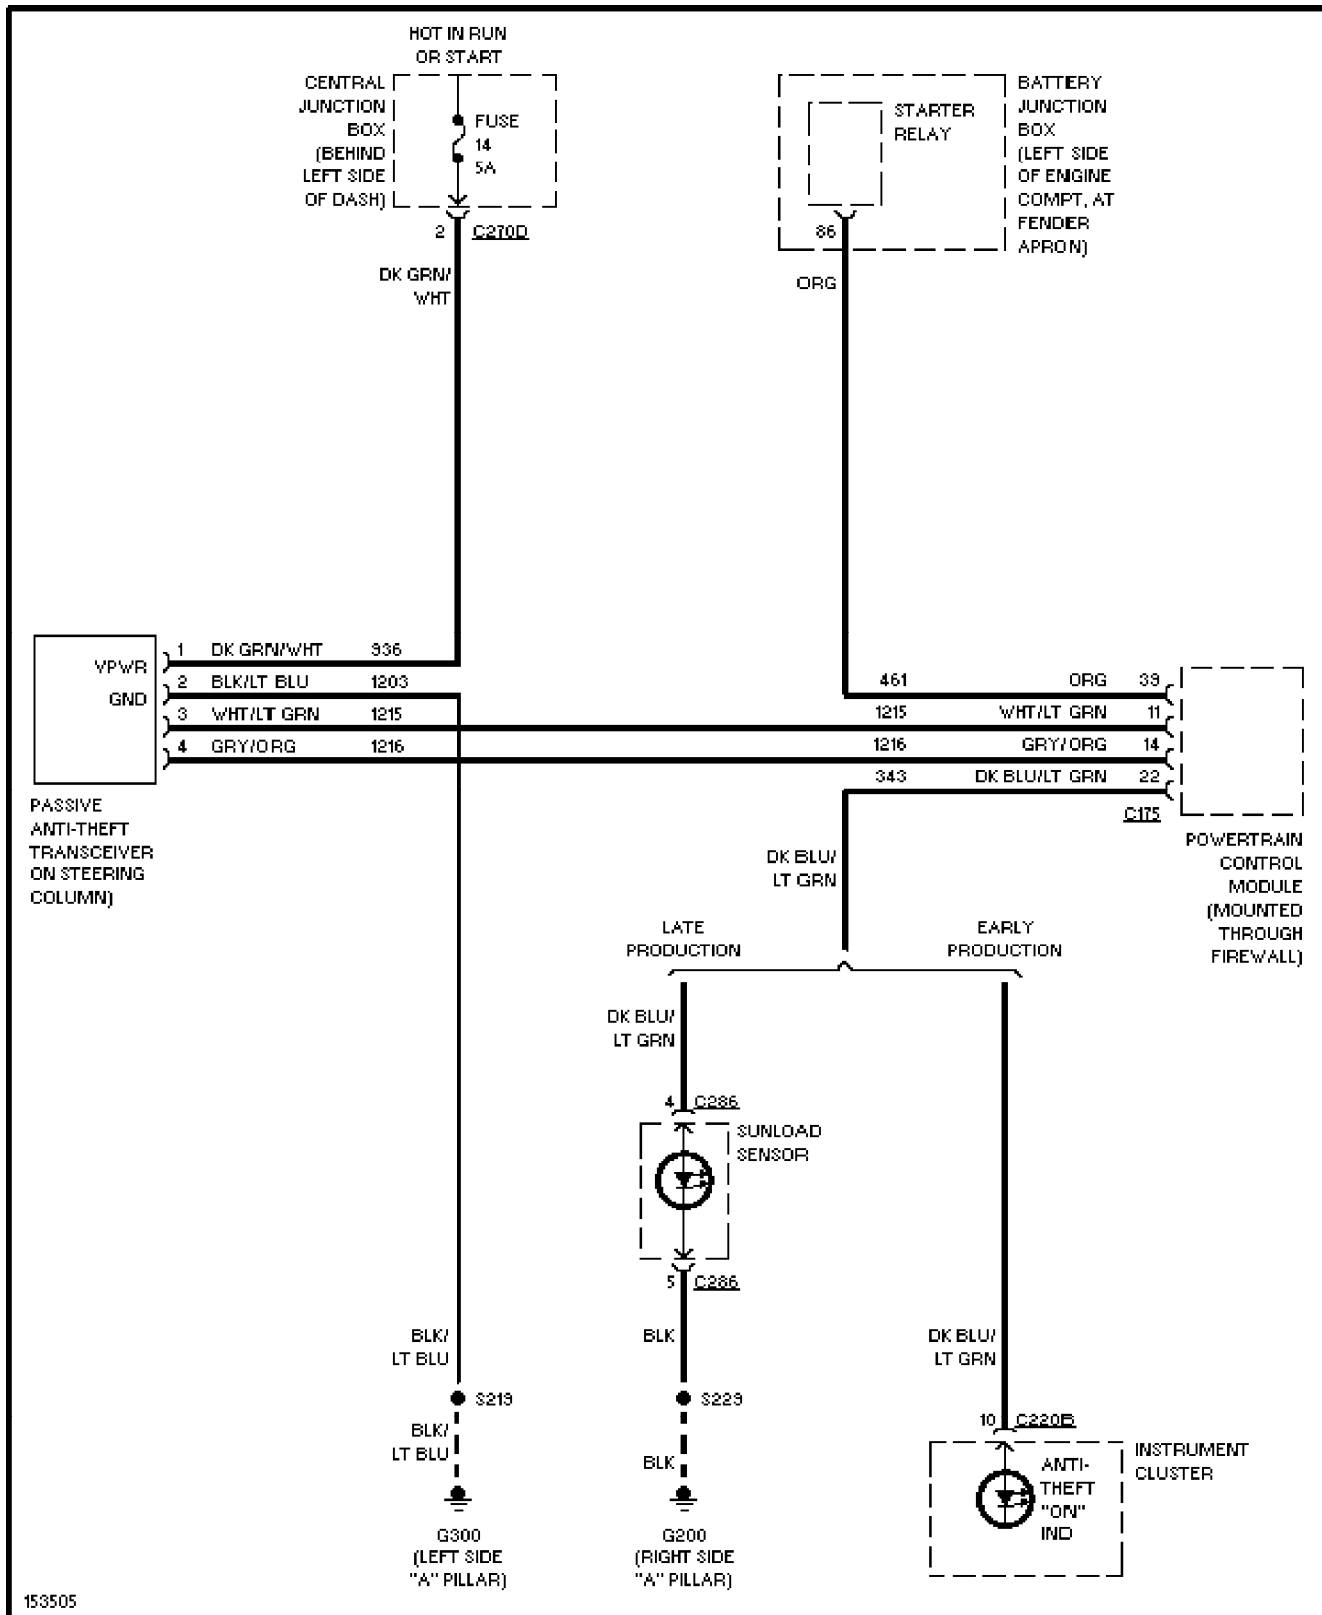 HOT IN RUN
OR START
CENTRAL
JUNCTION
BOX
(BEHIND
LEFT SIDE
OF DASH)
FUSE
14
5A
2 C270D
DK GRN/
WHT
STARTER
RELAY
BATTERY
JUNCTION
BOX
(LEFT SIDE
OF ENGINE
COMPT, AT
FENDER
APRON)
86
ORG
VPWR
GND
1 DK GRN/WHT 936
2 BLK/LT BLU 1203
3 WHT/LT GRN 1215
4 GRY/ORG 1216
461 ORG 39
1215 WHT/LT GRN 11
1216 GRY/ORG 14
343 DK BLU/LT GRN 22
C175
PASSIVE
ANTI-THEFT
TRANSCEIVER
ON STEERING
COLUMN)
POWERTRAIN
CONTROL
MODULE
(MOUNTED
THROUGH
FIREWALL)
DK BLU/
LT GRN
LATE
PRODUCTION
EARLY
PRODUCTION
DK BLU/
LT GRN
4 C286
SUNLOAD
SENSOR
5 C286
BLK/
LT BLU
BLK
DK BLU/
LT GRN
S219
S229
BLK/
LT BLU
BLK
10 C220B
ANTI-
THEFT
"ON"
IND
INSTRUMENT
CLUSTER
G300
(LEFT SIDE
"A" PILLAR)
G200
(RIGHT SIDE
"A" PILLAR)
153505